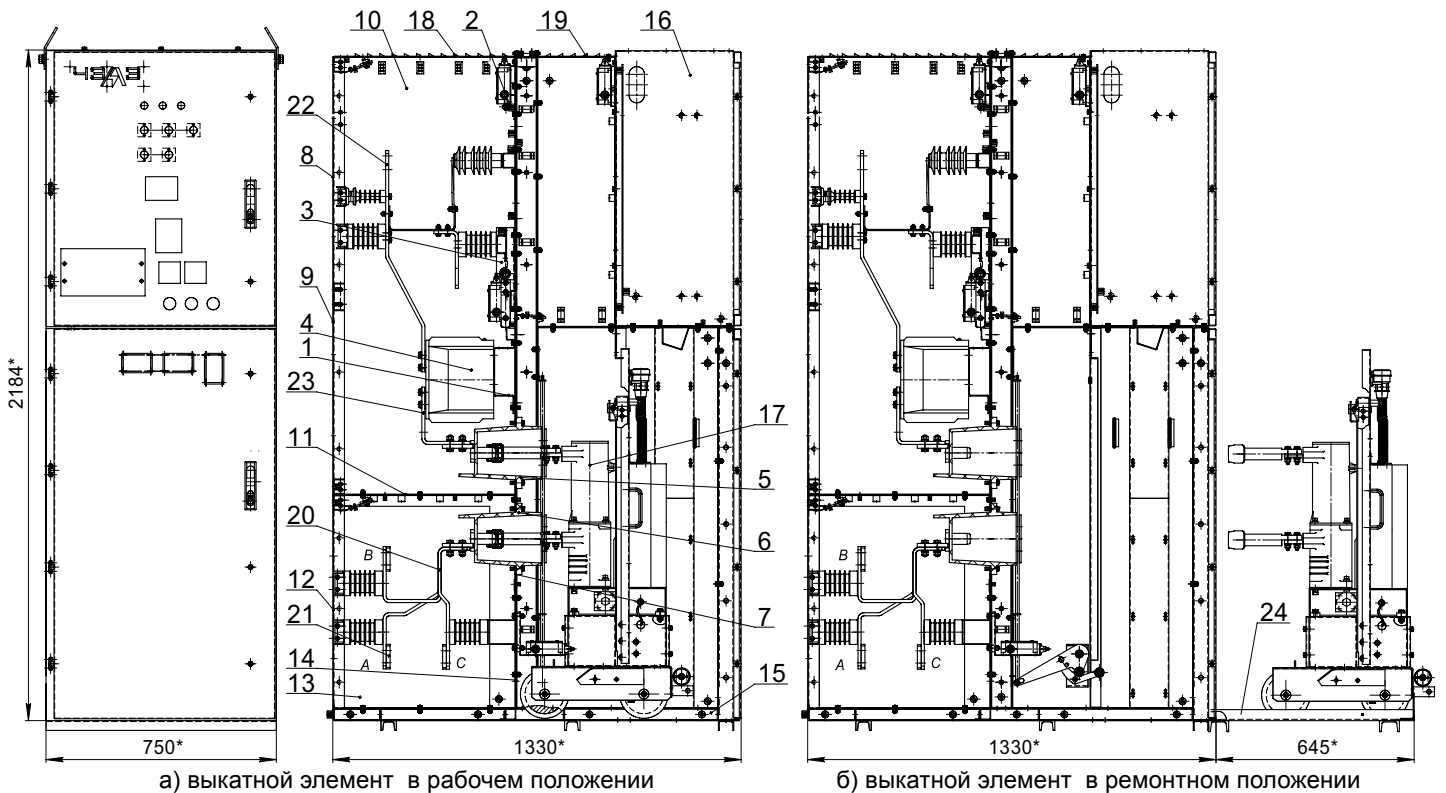 10 18 2 19 16
22
8
3
9
4
1
23
11
20
12
21
14
13
17
5
6
7
15
24
B
A
C
B
A
C
2184*
750*
1330*
1330*
645*
ЧЭАЗ
а) выкатной элемент в рабочем положении
б) выкатной элемент в ремонтном положении